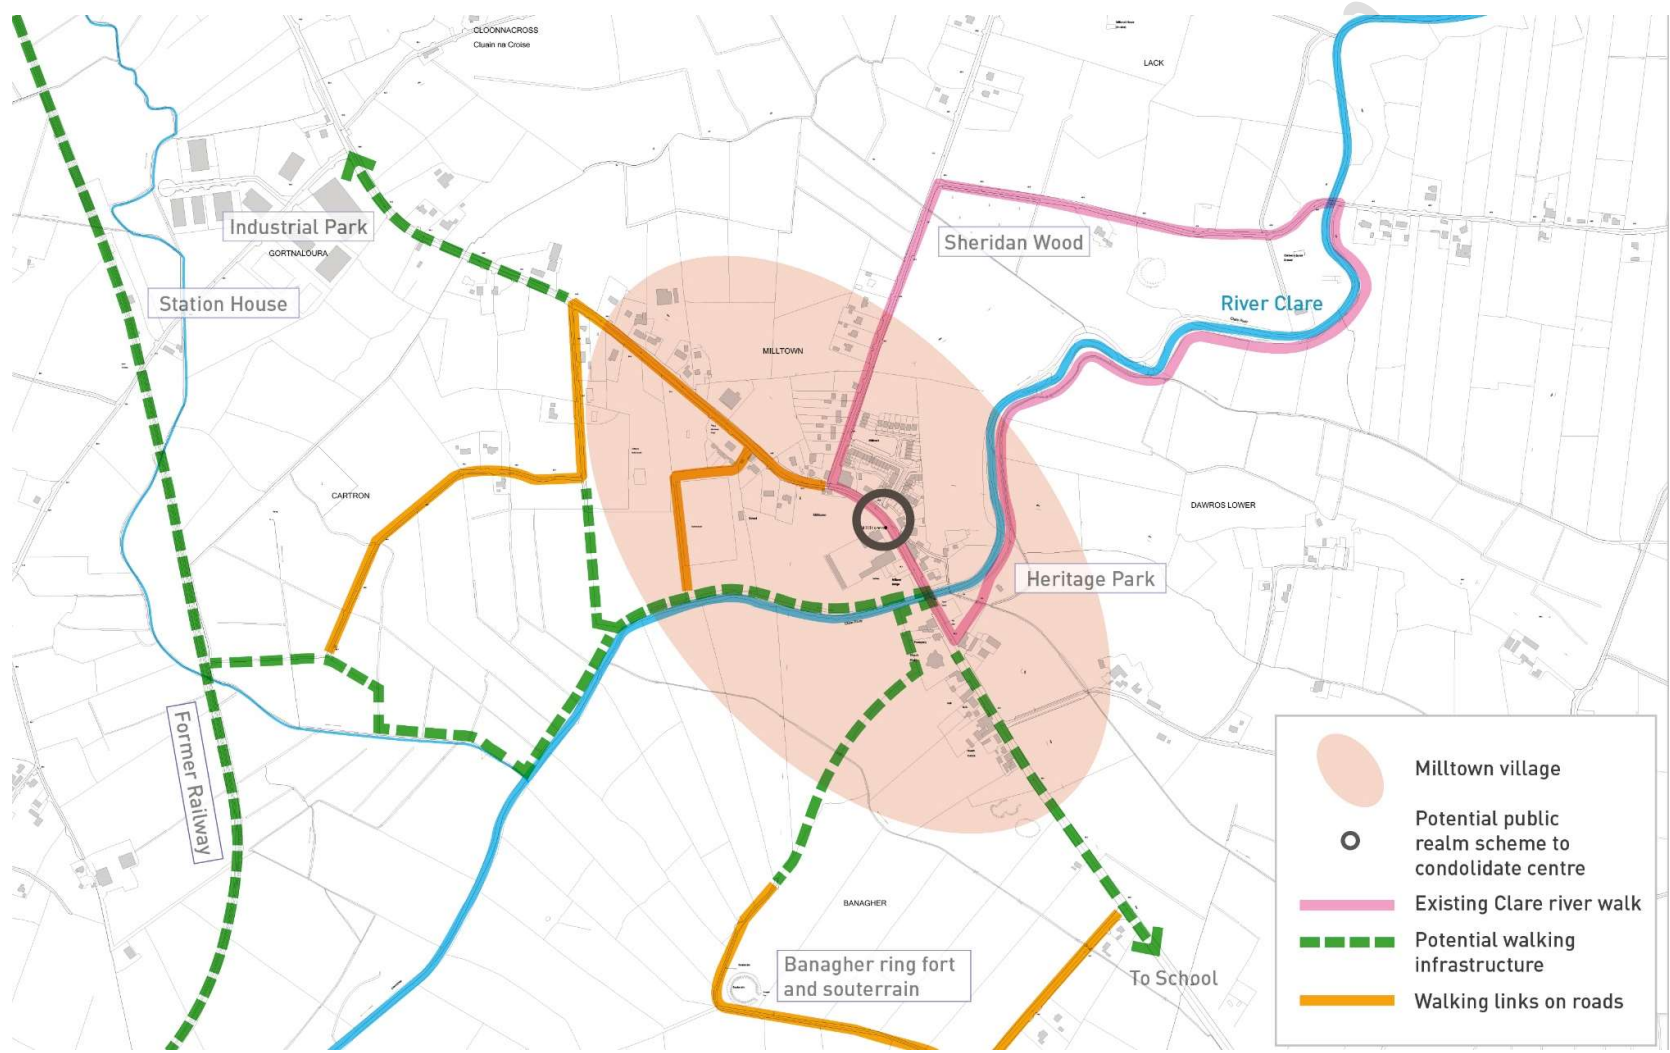 CLOONNACROSS
Cluain na Croise
LACK
Industrial Park
GORTNALOURA
Sheridan Wood
Station House
River Clare
MILLTOWN
CARTRON
DAWROS LOWER
Heritage Park
Former Railway
BANAGHER
Banagher ring fort
and souterrain
To School
Milltown village
Potential public
realm scheme to
condolidate centre
Existing Clare river walk
Potential walking
infrastructure
Walking links on roads